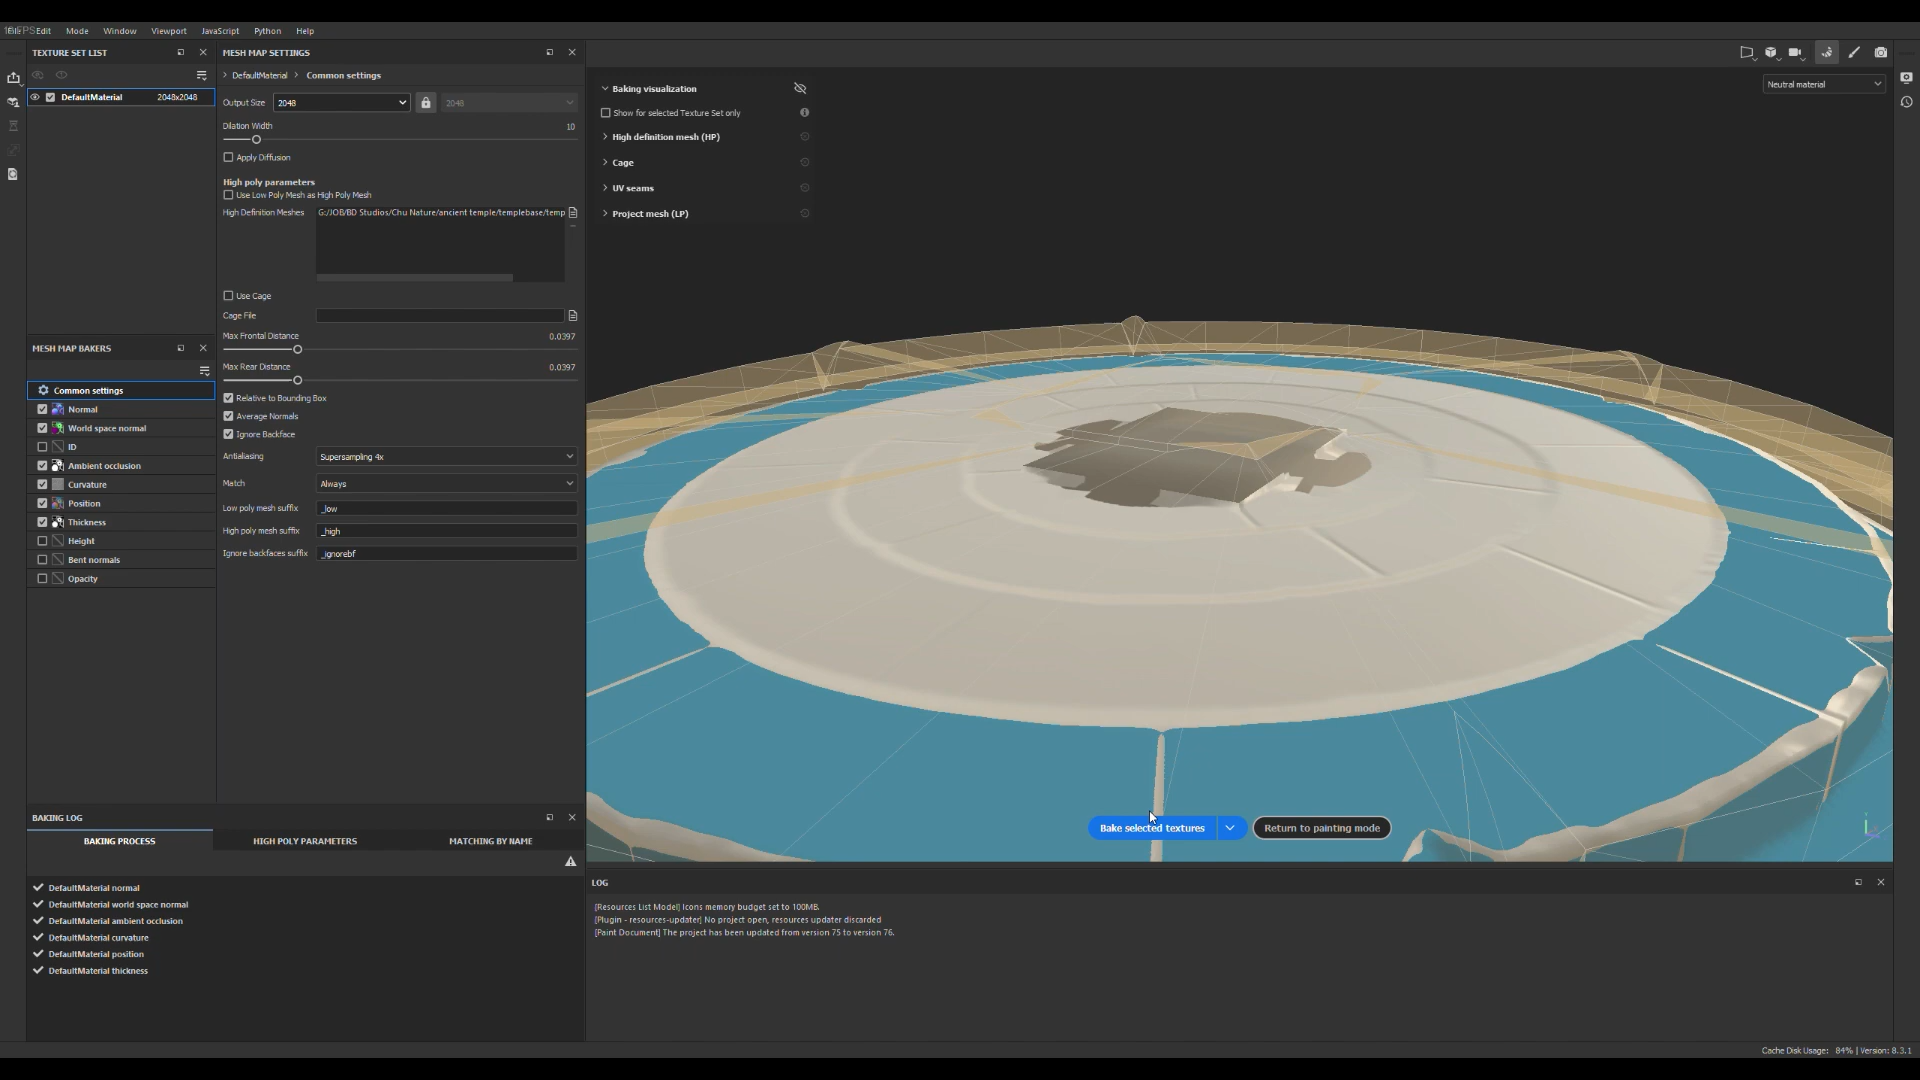 Edit
Mode
Window
Viewport
JavaScript
Python
Help
TEXTURE SET LIST
DefaultMaterial 2048x2048
MESH MAP SETTINGS
DefaultMaterial > Common settings
Output Size 2048 2048
Dilation Width 10
Apply Diffusion
High poly parameters
Use Low Poly Mesh as High Poly Mesh
High Definition Meshes G:/JOB/BD Studios/Chu Nature/ancient temple/templebase/temp
Use Cage
Cage File
Max Frontal Distance 0.0397
Max Rear Distance 0.0397
Relative to Bounding Box
Average Normals
Ignore Backface
Antialiasing Supersampling 4x
Match Always
Low poly mesh suffix _low
High poly mesh suffix _high
Ignore backfaces suffix _ignorebf
MESH MAP BAKERS
Common settings
Normal
World space normal
ID
Ambient occlusion
Curvature
Position
Thickness
Height
Bent normals
Opacity
Baking visualization
Show for selected Texture Set only
High definition mesh (HP)
Cage
UV seams
Project mesh (LP)
Neutral material
Bake selected textures
Return to painting mode
BAKING LOG
BAKING PROCESS
HIGH POLY PARAMETERS
MATCHING BY NAME
DefaultMaterial normal
DefaultMaterial world space normal
DefaultMaterial ambient occlusion
DefaultMaterial curvature
DefaultMaterial position
DefaultMaterial thickness
LOG
[Resources List Model] Icons memory budget set to 100MB.
[Plugin - resources-updater] No project open, resources updater discarded
[Paint Document] The project has been updated from version 75 to version 76.
Cache Disk Usage: 84% | Version: 8.3.1